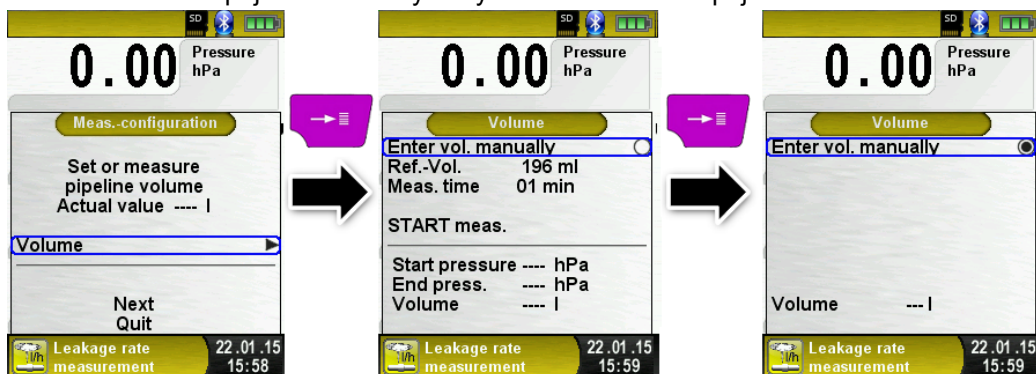 SD
0.00 Pressure hPa
Meas.-configuration
Set or measure
pipeline volume
Actual value ---- l
Volume
Next
Quit
Leakage rate measurement
22.01.15
15:58
SD
0.00 Pressure hPa
Volume
Enter vol. manually
Ref.-Vol. 196 ml
Meas. time 01 min
START meas.
Start pressure ---- hPa
End press. ---- hPa
Volume ---- l
l/h Leakage rate measurement
22.01.15
15:59
SD
0.00 Pressure hPa
Volume
Enter vol. manually
Volume --- l
l/h Leakage rate measurement
22.01.15
15:59